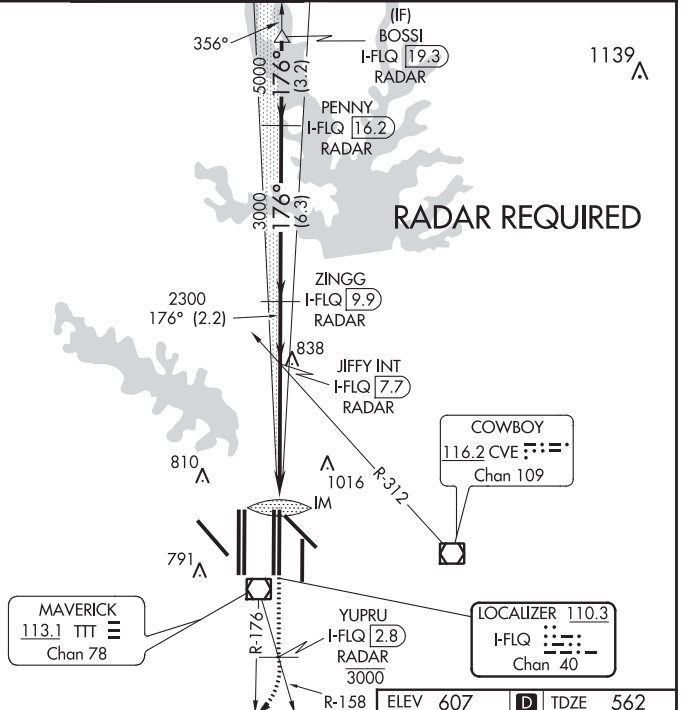 (IF)
BOSSI
I-FLQ 19.3
RADAR
356°
5000
176°
(3.2)
1139
PENNY
I-FLQ 16.2
RADAR
3000
176°
(6.3)
RADAR REQUIRED
ZINGG
I-FLQ 9.9
RADAR
2300
176° (2.2)
838
JIFFY INT
I-FLQ 7.7
RADAR
COWBOY
116.2 CVE
Chan 109
810
1016
R-312
IM
791
MAVERICK
113.1 TTT
Chan 78
R-176
YUPRU
I-FLQ 2.8
RADAR
3000
LOCALIZER 110.3
I-FLQ
Chan 40
R-158
ELEV 607
D TDZE 562